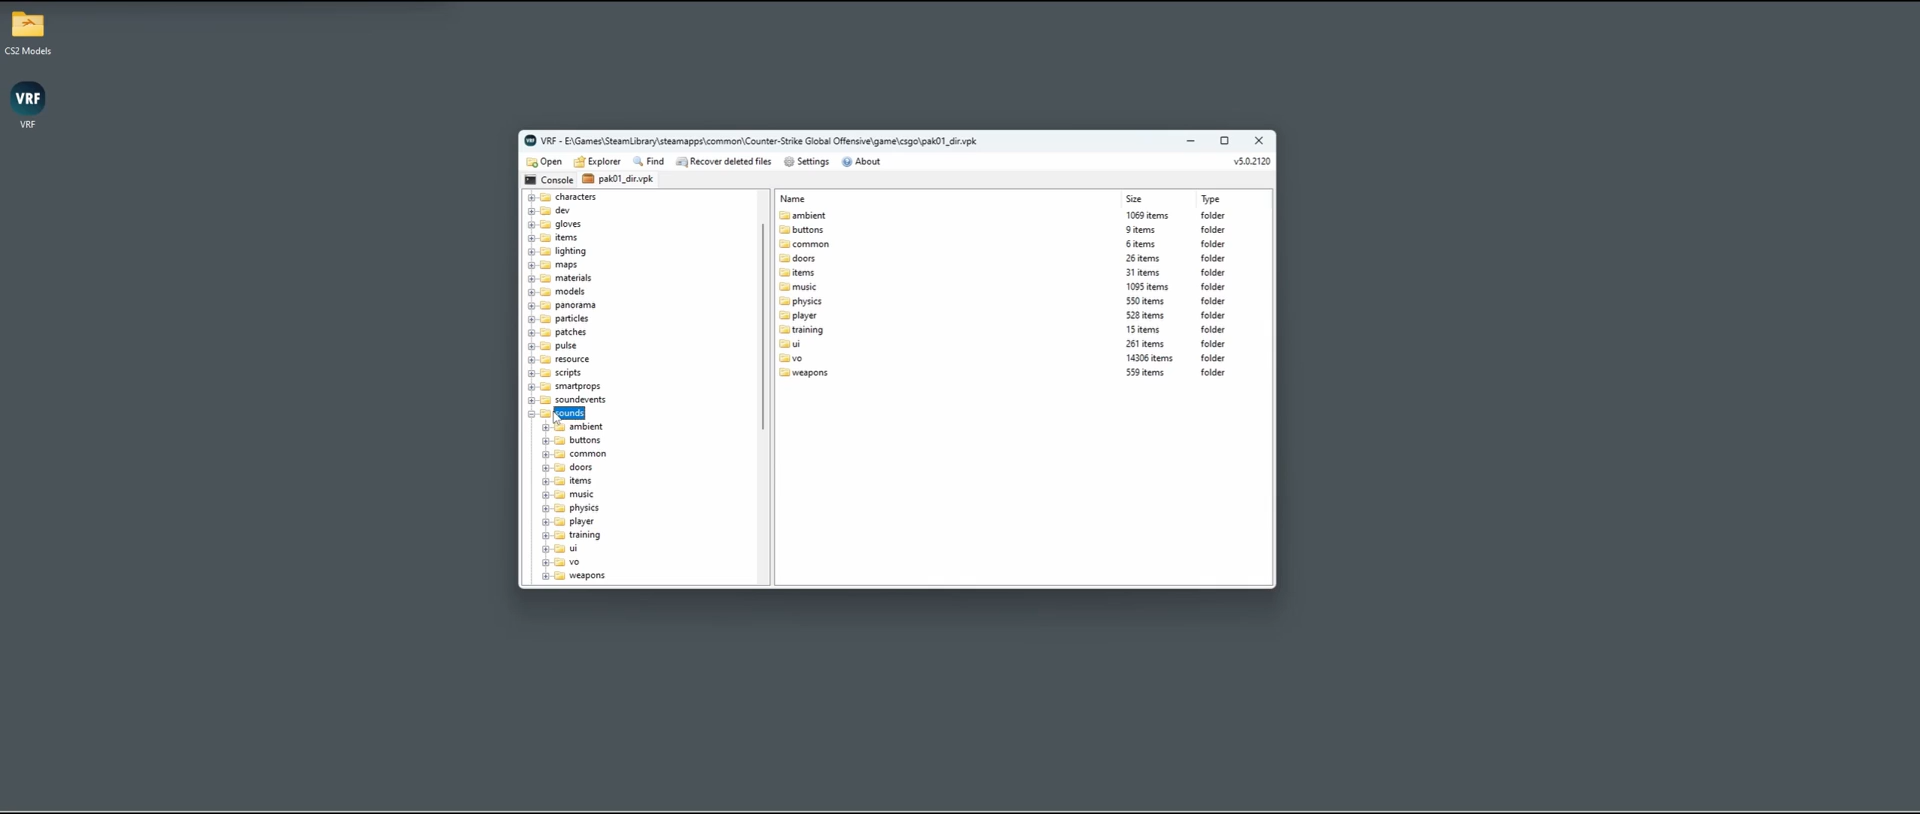 CS2 Models
VRF
VRF
VRF - E:\Games\SteamLibrary\steamapps\common\Counter-Strike Global Offensive\game\csgo\pak01_dir.vpk
Open Explorer Find Recover deleted files Settings About v5.0.2120
Console pak01_dir.vpk
characters
dev
gloves
items
lighting
maps
materials
models
panorama
particles
patches
pulse
resource
scripts
smartprops
soundevents
sounds
ambient
buttons
common
doors
items
music
physics
player
training
ui
vo
weapons
Name Size Type
ambient 1069 items folder
buttons 9 items folder
common 6 items folder
doors 26 items folder
items 31 items folder
music 1095 items folder
physics 550 items folder
player 528 items folder
training 15 items folder
ui 261 items folder
vo 14306 items folder
weapons 559 items folder